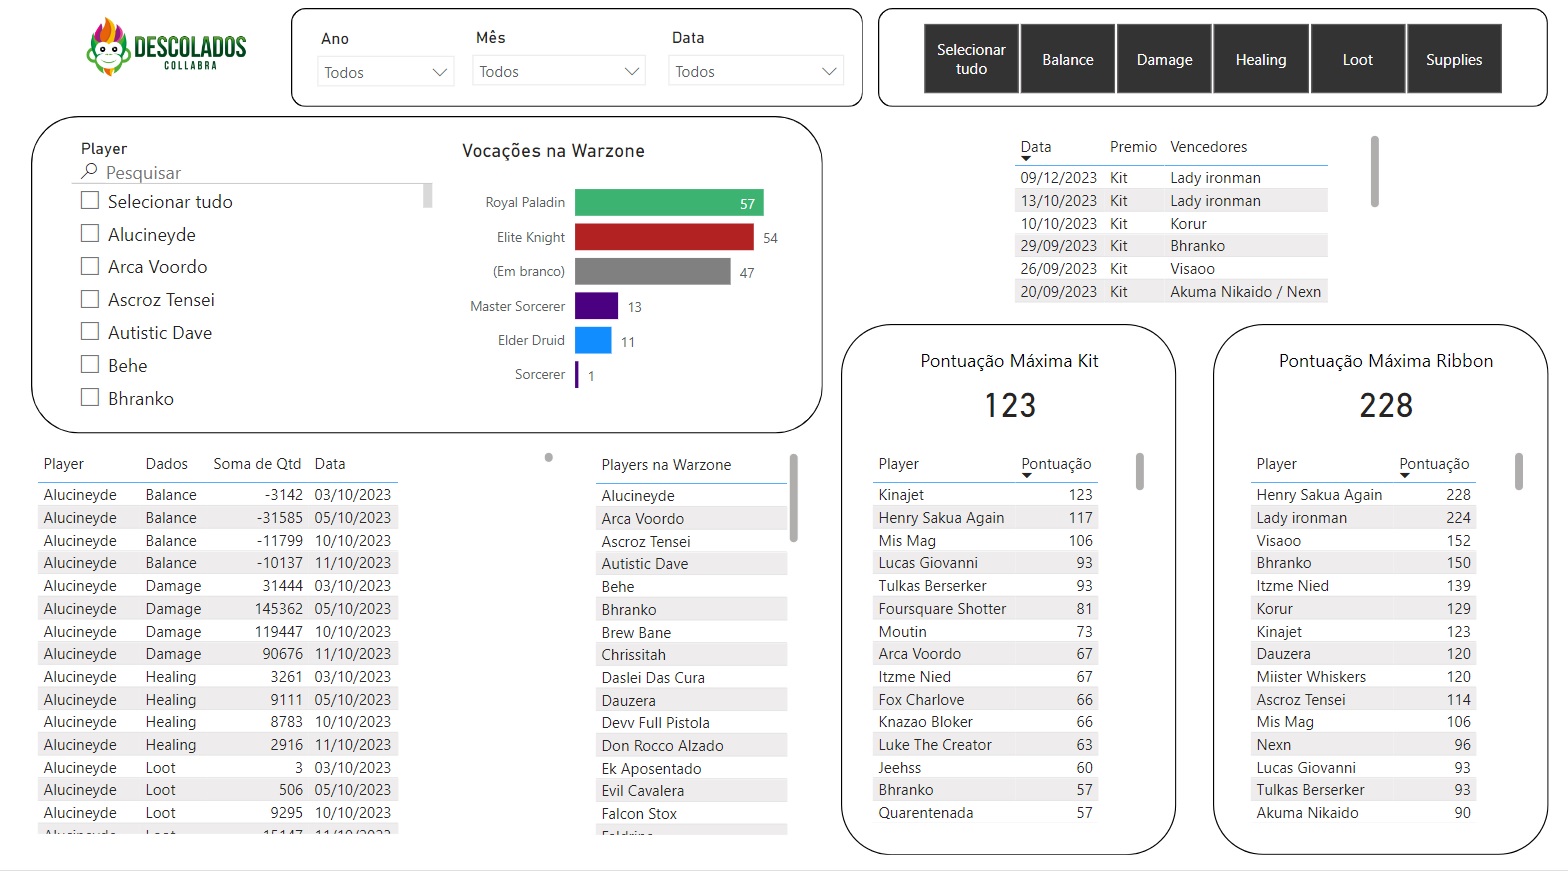 DESCOLADOS
COLLABRA
Ano
Todos
Mês
Todos
Data
Todos
Selecionar tudo
Balance
Damage
Healing
Loot
Supplies
Player
Pesquisar
Selecionar tudo
Alucineyde
Arca Voordo
Ascroz Tensei
Autistic Dave
Behe
Bhranko
Vocações na Warzone
Royal Paladin 57
Elite Knight 54
(Em branco) 47
Master Sorcerer 13
Elder Druid 11
Sorcerer 1
Data Premio Vencedores
09/12/2023 Kit Lady ironman
13/10/2023 Kit Lady ironman
10/10/2023 Kit Korur
29/09/2023 Kit Bhranko
26/09/2023 Kit Visaoo
20/09/2023 Kit Akuma Nikaido / Nexn
Player Dados Soma de Qtd Data
Alucineyde Balance -3142 03/10/2023
Alucineyde Balance -31585 05/10/2023
Alucineyde Balance -11799 10/10/2023
Alucineyde Balance -10137 11/10/2023
Alucineyde Damage 31444 03/10/2023
Alucineyde Damage 145362 05/10/2023
Alucineyde Damage 119447 10/10/2023
Alucineyde Damage 90676 11/10/2023
Alucineyde Healing 3261 03/10/2023
Alucineyde Healing 9111 05/10/2023
Alucineyde Healing 8783 10/10/2023
Alucineyde Healing 2916 11/10/2023
Alucineyde Loot 3 03/10/2023
Alucineyde Loot 506 05/10/2023
Alucineyde Loot 9295 10/10/2023
Alucineyde Loot 15147 11/10/2023
Players na Warzone
Alucineyde
Arca Voordo
Ascroz Tensei
Autistic Dave
Behe
Bhranko
Brew Bane
Chrissitah
Daslei Das Cura
Dauzera
Devv Full Pistola
Don Rocco Alzado
Ek Aposentado
Evil Cavalera
Falcon Stox
Pontuação Máxima Kit
123
Player Pontuação
Kinajet 123
Henry Sakua Again 117
Mis Mag 106
Lucas Giovanni 93
Tulkas Berserker 93
Foursquare Shotter 81
Moutin 73
Arca Voordo 67
Itzme Nied 67
Fox Charlove 66
Knazao Bloker 66
Luke The Creator 63
Jeehss 60
Bhranko 57
Quarentenada 57
Pontuação Máxima Ribbon
228
Player Pontuação
Henry Sakua Again 228
Lady ironman 224
Visaoo 152
Bhranko 150
Itzme Nied 139
Korur 129
Kinajet 123
Dauzera 120
Miister Whiskers 120
Ascroz Tensei 114
Mis Mag 106
Nexn 96
Lucas Giovanni 93
Tulkas Berserker 93
Akuma Nikaido 90